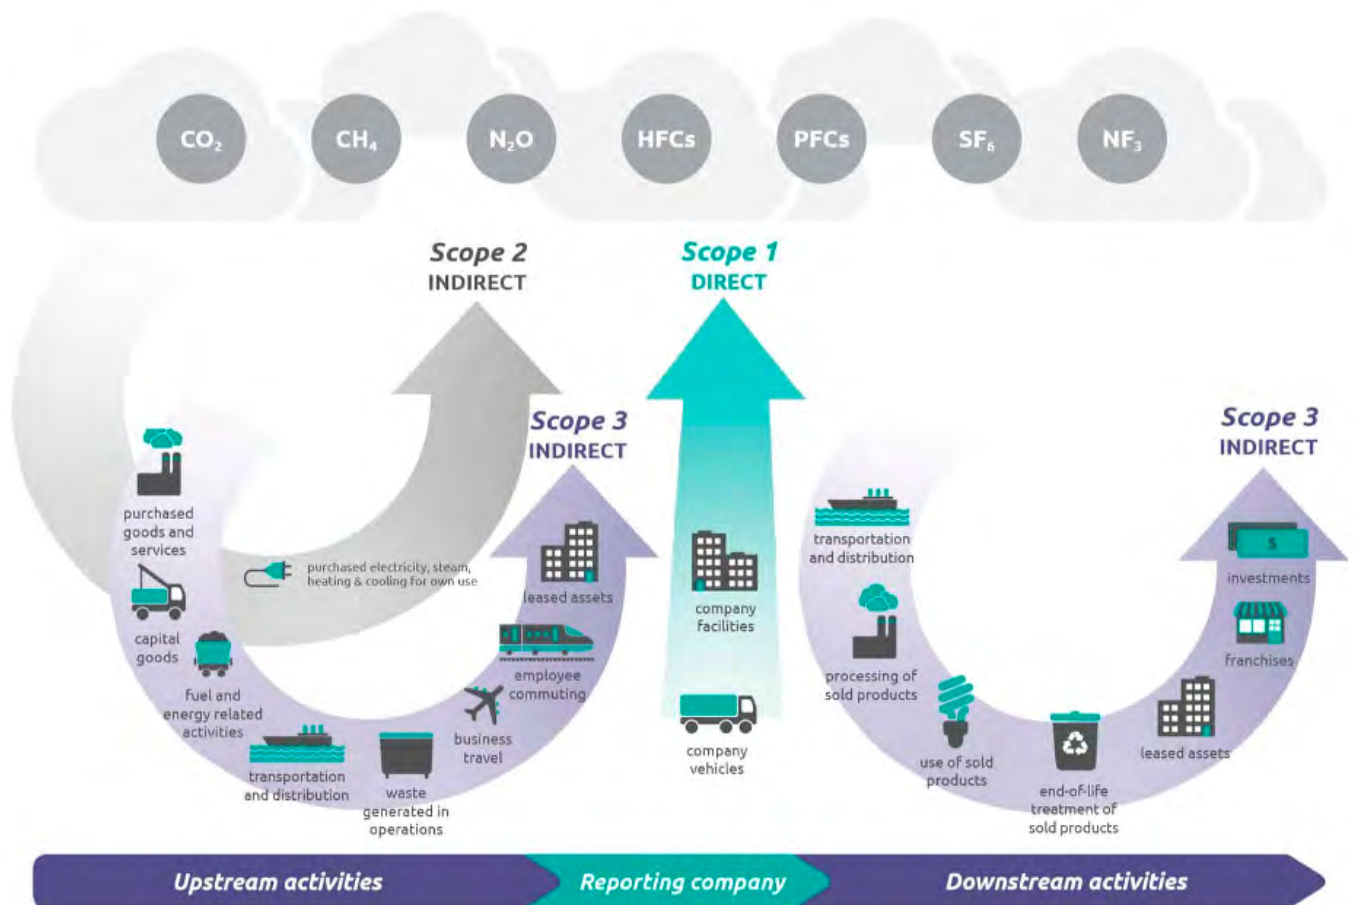 CO₂
CH₄
N₂O
HFCs
PFCs
SF₆
NF₃
Scope 2
INDIRECT
Scope 1
DIRECT
Scope 3
INDIRECT
Scope 3
INDIRECT
purchased
goods and
services
capital
goods
fuel and
energy related
activities
transportation
and distribution
waste
generated in
operations
business
travel
employee
commuting
leased assets
purchased electricity, steam,
heating & cooling for own use
company
facilities
company
vehicles
transportation
and distribution
processing of
sold products
use of sold
products
end-of-life
treatment of
sold products
leased assets
franchises
$
investments
Upstream activities
Reporting company
Downstream activities